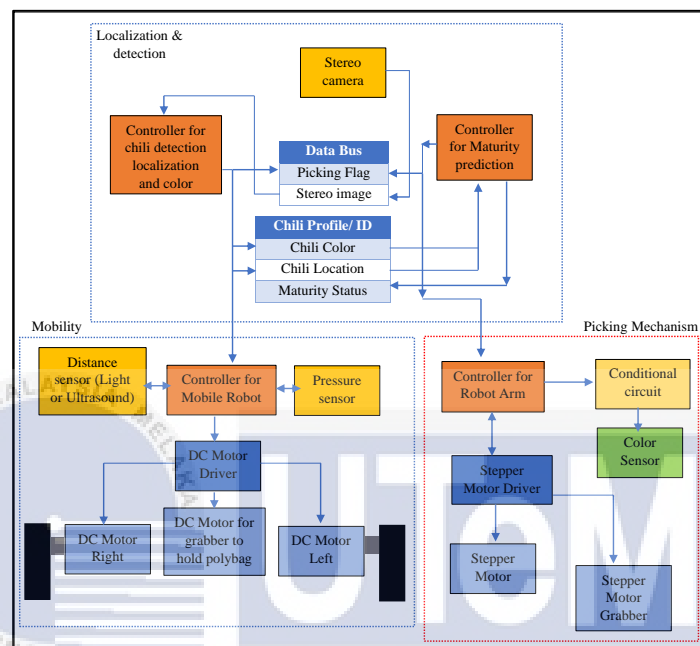 Localization &
detection
Stereo
camera
Controller for
chili detection
localization
and color
Data Bus
Picking Flag
Stereo image
Controller
for Maturity
prediction
Chili Profile/ ID
Chili Color
Chili Location
Maturity Status
Mobility
Picking Mechanism
Distance
sensor (Light
or Ultrasound)
Controller for
Mobile Robot
Pressure
sensor
Controller for
Robot Arm
Conditional
circuit
DC Motor
Driver
Color
Sensor
Stepper
Motor Driver
DC Motor
Right
DC Motor for
grabber to
hold polybag
DC Motor
Left
Stepper
Motor
Stepper
Motor
Grabber
MALAYSIA MELAKA
UTeM